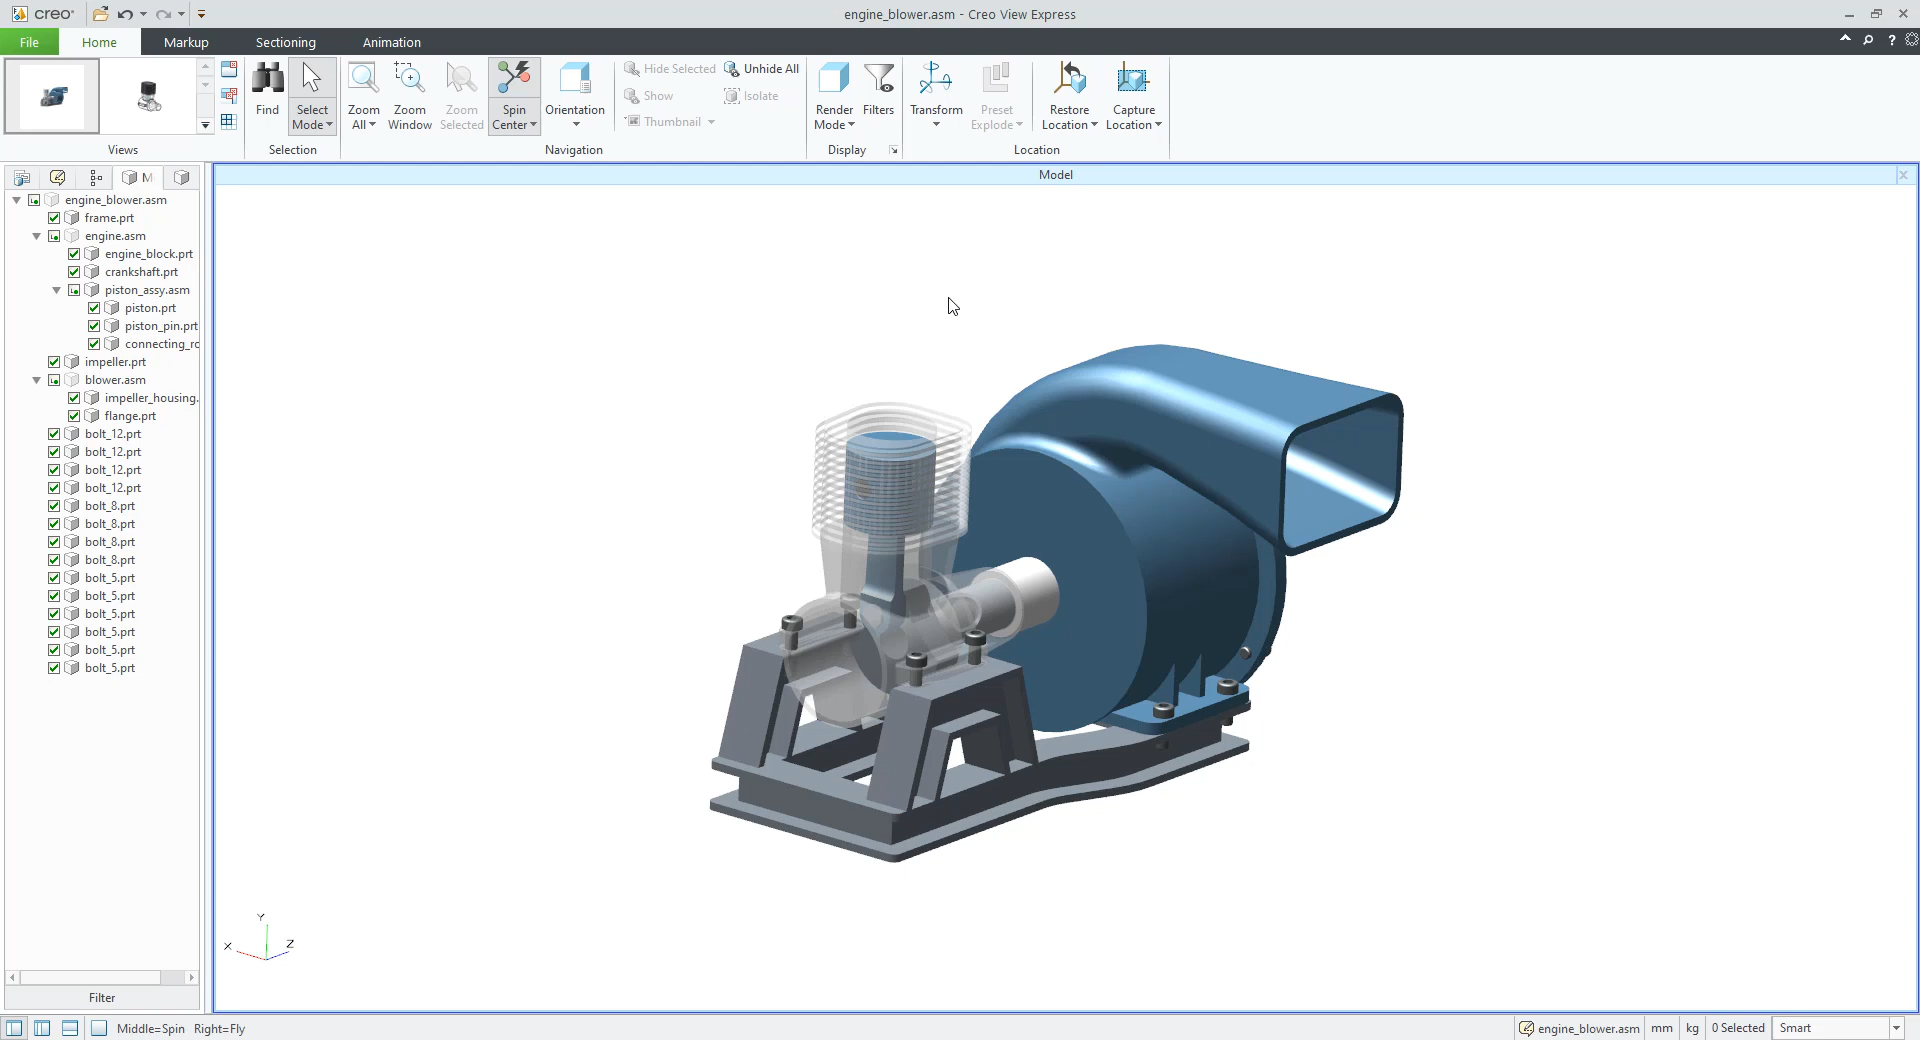 creo
engine_blower.asm - Creo View Express
File
Home
Markup
Sectioning
Animation
?
Find
Select
Mode
Zoom
All
Zoom
Window
Zoom
Selected
Spin
Center
Orientation
Hide Selected
Show
Thumbnail
Unhide All
Isolate
Render
Mode
Filters
Transform
Preset
Explode
Restore
Location
Capture
Location
Views
Selection
Navigation
Display
Location
M
Model
engine_blower.asm
frame.prt
engine.asm
engine_block.prt
crankshaft.prt
piston_assy.asm
piston.prt
piston_pin.prt
connecting_rc
impeller.prt
blower.asm
impeller_housing.
flange.prt
bolt_12.prt
bolt_12.prt
bolt_12.prt
bolt_12.prt
bolt_8.prt
bolt_8.prt
bolt_8.prt
bolt_8.prt
bolt_5.prt
bolt_5.prt
bolt_5.prt
bolt_5.prt
bolt_5.prt
bolt_5.prt
Y
X
Z
Filter
Middle=Spin Right=Fly
engine_blower.asm
mm
kg
0 Selected
Smart